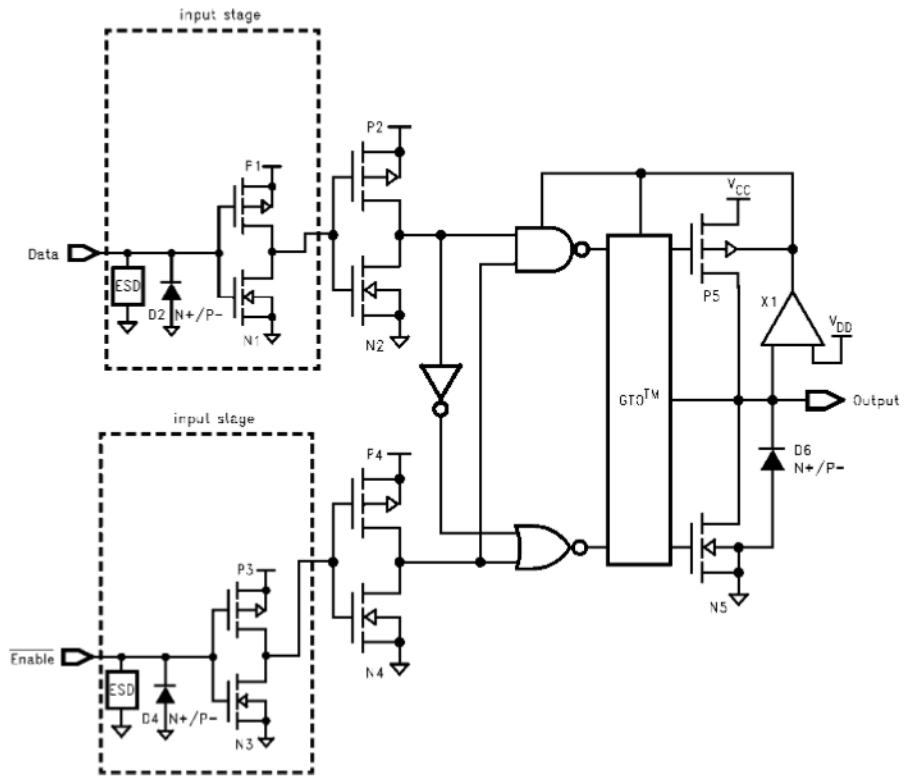 input stage
P2
P1
V_CC
Data
ESD
P5
X1
D2 N+/P-
V_DD
N1
N2
GTO™
Output
input stage
D6
N+/P-
P4
P3
N5
Enable
ESD
N4
D4 N+/P-
N3